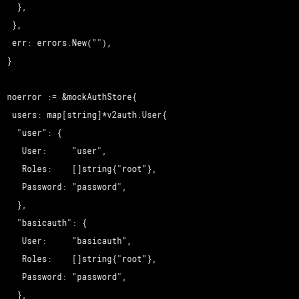 },
},
err: errors.New(""),
}
noerror := &mockAuthStore{
users: map[string]*v2auth.User{
"user": {
User:     "user",
Roles:    []string{"root"},
Password: "password",
},
"basicauth": {
User:     "basicauth",
Roles:    []string{"root"},
Password: "password",
},